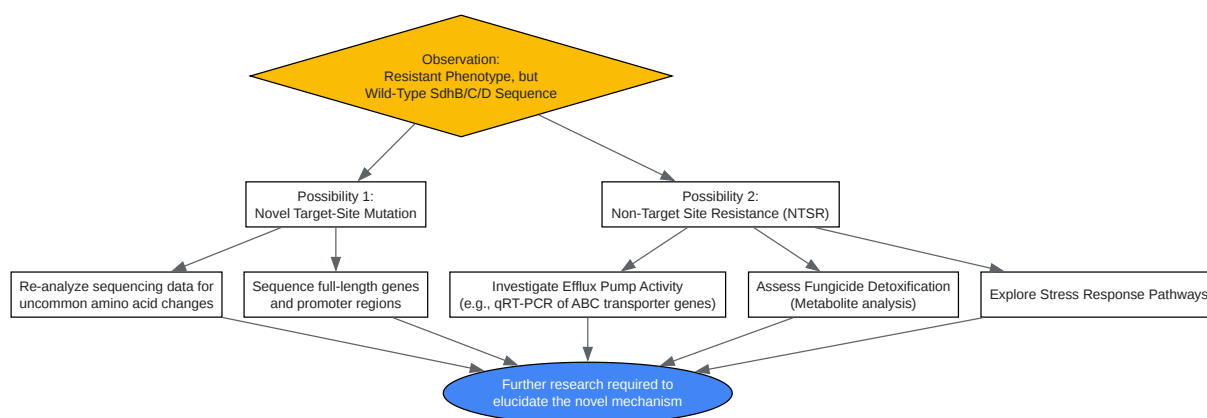 Observation:
Resistant Phenotype, but
Wild-Type SdhB/C/D Sequence
Possibility 1:
Novel Target-Site Mutation
Possibility 2:
Non-Target Site Resistance (NTSR)
Re-analyze sequencing data for
uncommon amino acid changes
Sequence full-length genes
and promoter regions
Investigate Efflux Pump Activity
(e.g., qRT-PCR of ABC transporter genes)
Assess Fungicide Detoxification
(Metabolite analysis)
Explore Stress Response Pathways
Further research required to
elucidate the novel mechanism